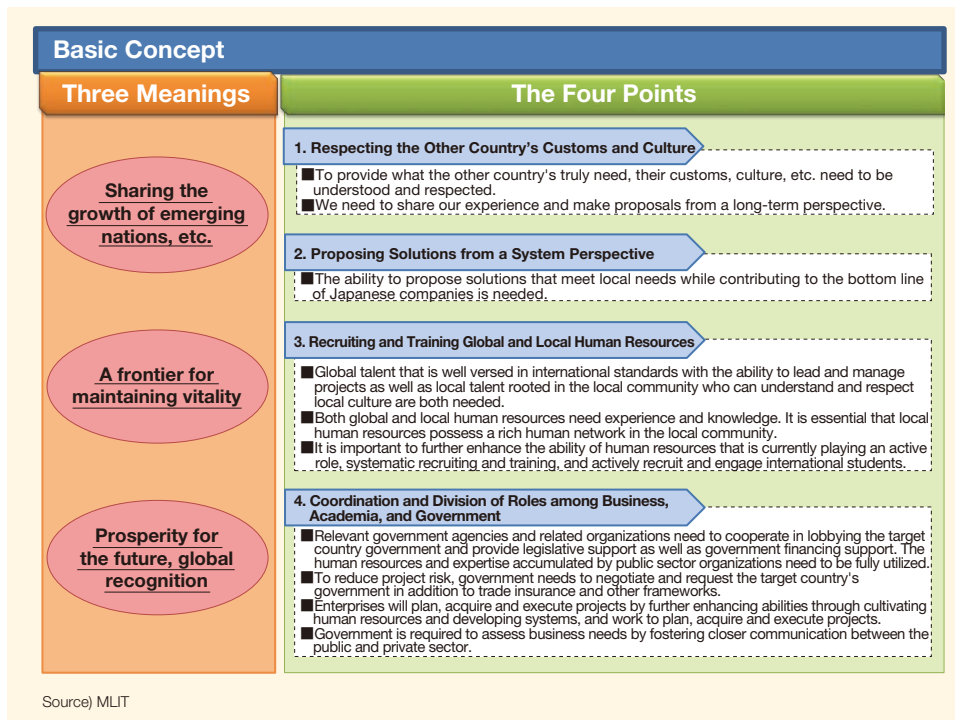 Basic Concept
Three Meanings
The Four Points
Sharing the
growth of emerging
nations, etc.
A frontier for
maintaining vitality
Prosperity for
the future, global
recognition
1. Respecting the Other Country's Customs and Culture
■To provide what the other country's truly need, their customs, culture, etc. need to be
understood and respected.
■We need to share our experience and make proposals from a long-term perspective.
2. Proposing Solutions from a System Perspective
■The ability to propose solutions that meet local needs while contributing to the bottom line
of Japanese companies is needed.
3. Recruiting and Training Global and Local Human Resources
■Global talent that is well versed in international standards with the ability to lead and manage
projects as well as local talent rooted in the local community who can understand and respect
local culture are both needed.
■Both global and local human resources need experience and knowledge. It is essential that local
human resources possess a rich human network in the local community.
■It is important to further enhance the ability of human resources that is currently playing an active
role, systematic recruiting and training, and actively recruit and engage international students.
4. Coordination and Division of Roles among Business,
Academia, and Government
■Relevant government agencies and related organizations need to cooperate in lobbying the target
country government and provide legislative support as well as government financing support. The
human resources and expertise accumulated by public sector organizations need to be fully utilized.
■To reduce project risk, government needs to negotiate and request the target country's
government in addition to trade insurance and other frameworks.
■Enterprises will plan, acquire and execute projects by further enhancing abilities through cultivating
human resources and developing systems, and work to plan, acquire and execute projects.
■Government is required to assess business needs by fostering closer communication between the
public and private sector.
Source) MLIT